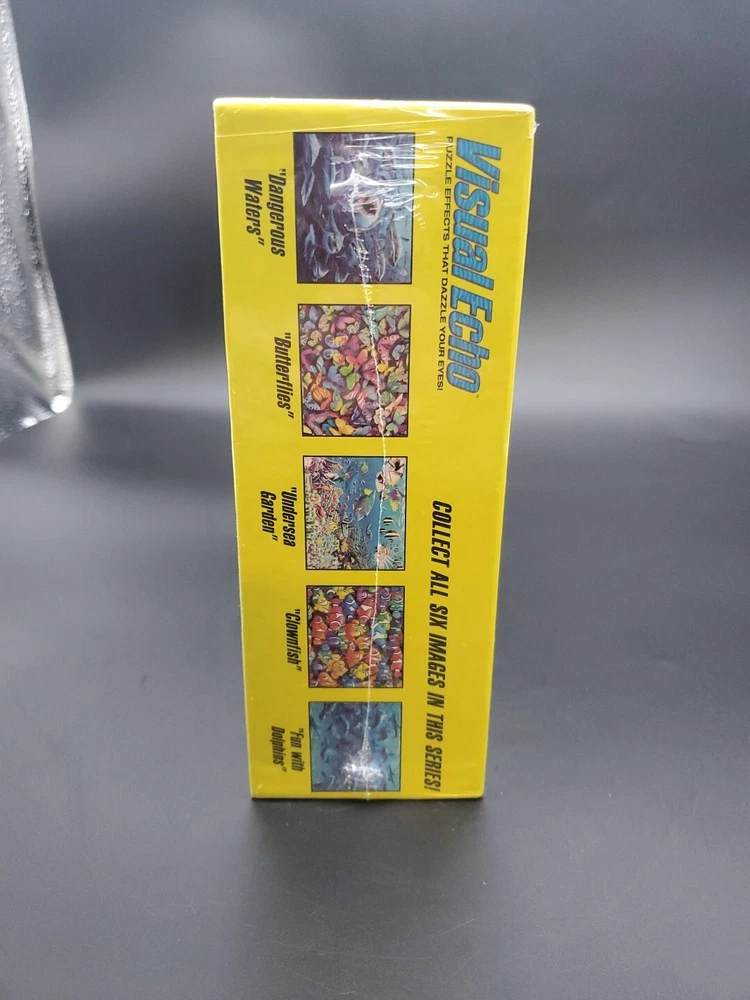 Visual Echo™
PUZZLE EFFECTS THAT DAZZLE YOUR EYES!
COLLECT ALL SIX IMAGES IN THIS SERIES!
"Dangerous
Waters"
"Butterflies"
"Undersea
Garden"
"Clownfish"
"Fun with
Dolphins"